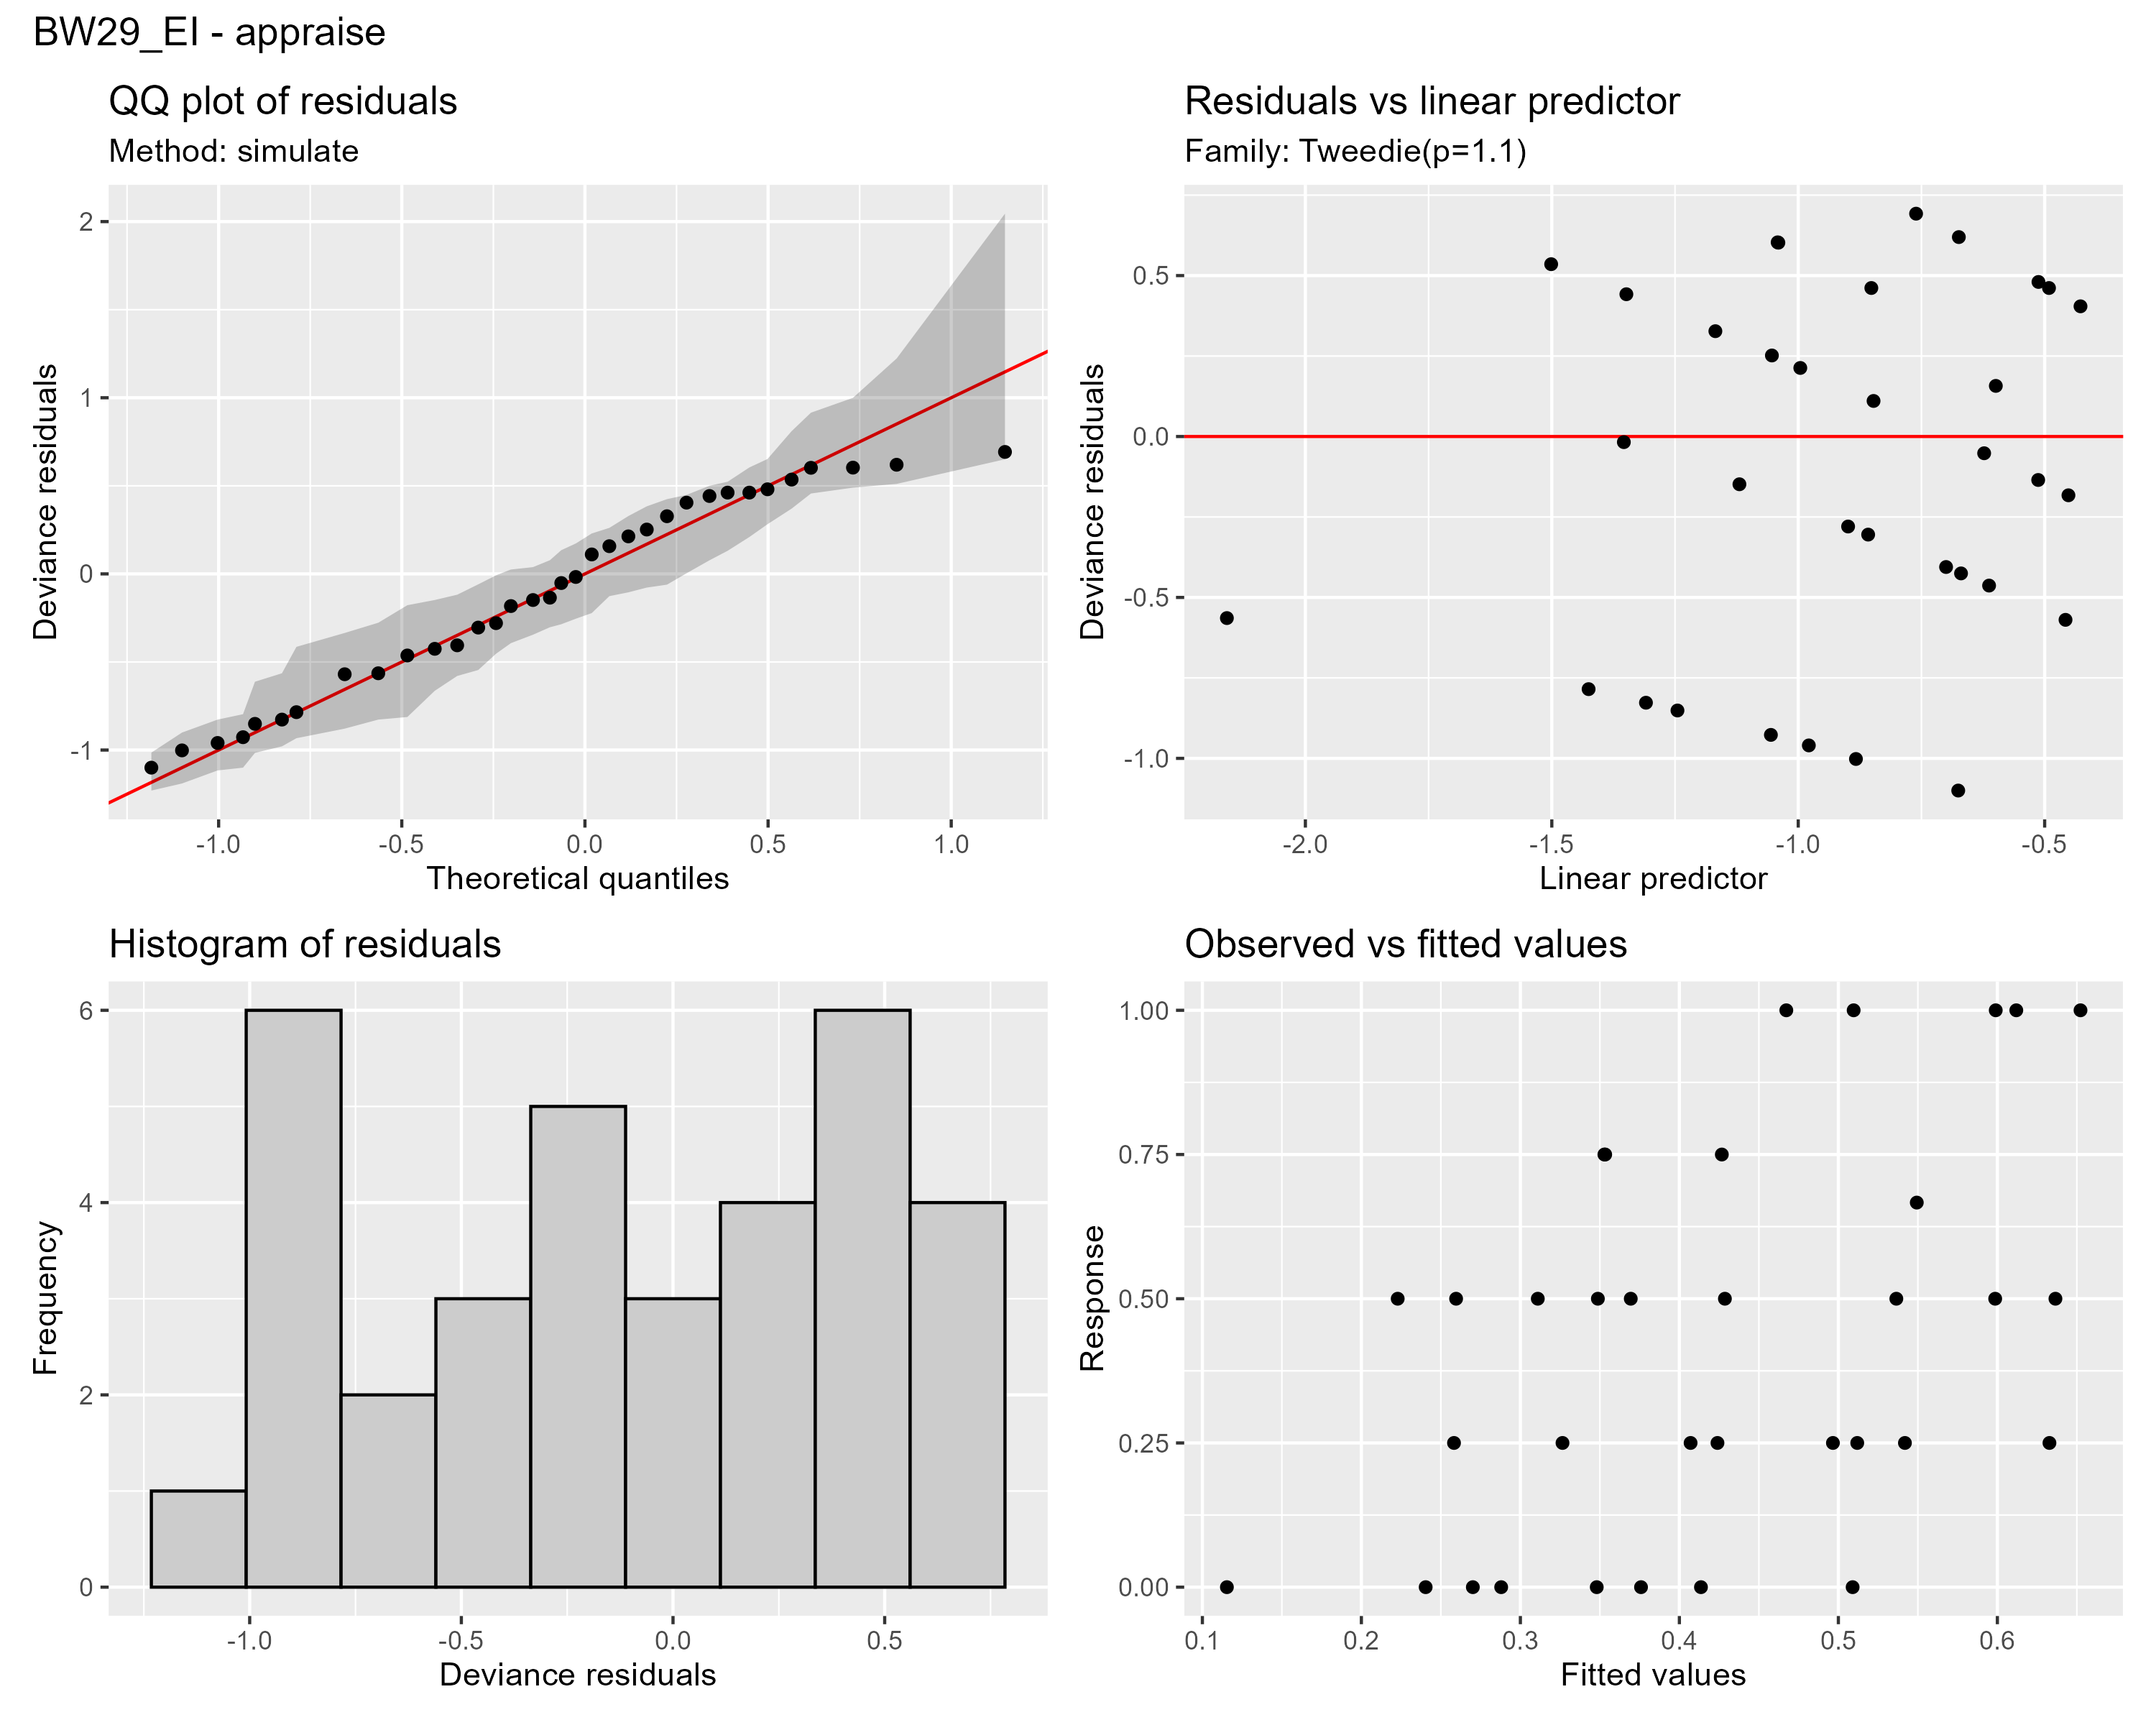 BW29_EI - appraise
QQ plot of residuals
Method: simulate
2
1
0
-1
Deviance residuals
-1.0 -0.5 0.0 0.5 1.0
Theoretical quantiles
Residuals vs linear predictor
Family: Tweedie(p=1.1)
0.5
0.0
-0.5
-1.0
Deviance residuals
-2.0 -1.5 -1.0 -0.5
Linear predictor
Histogram of residuals
6
4
2
0
Frequency
-1.0 -0.5 0.0 0.5
Deviance residuals
Observed vs fitted values
1.00
0.75
0.50
0.25
0.00
Response
0.1 0.2 0.3 0.4 0.5 0.6
Fitted values